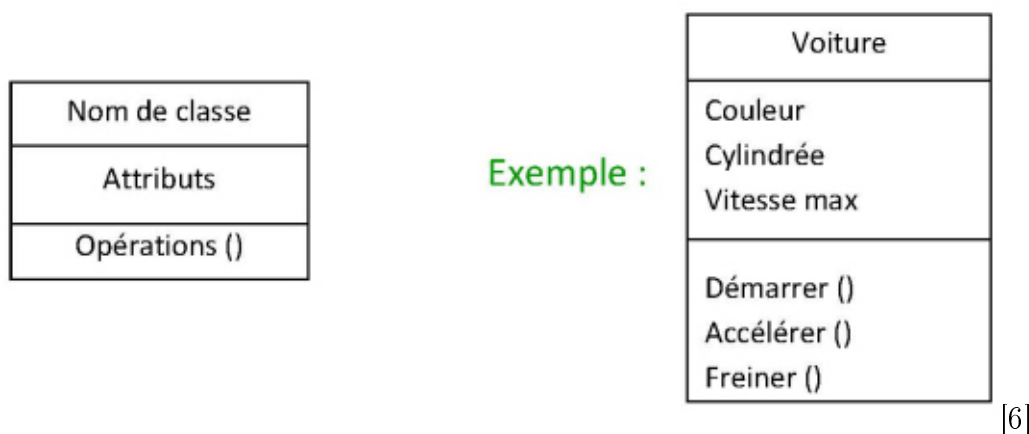 Nom de classe
Attributs
Opérations ()
Exemple :
Voiture
Couleur
Cylindrée
Vitesse max
Démarrer ()
Accélérer ()
Freiner ()
[6]